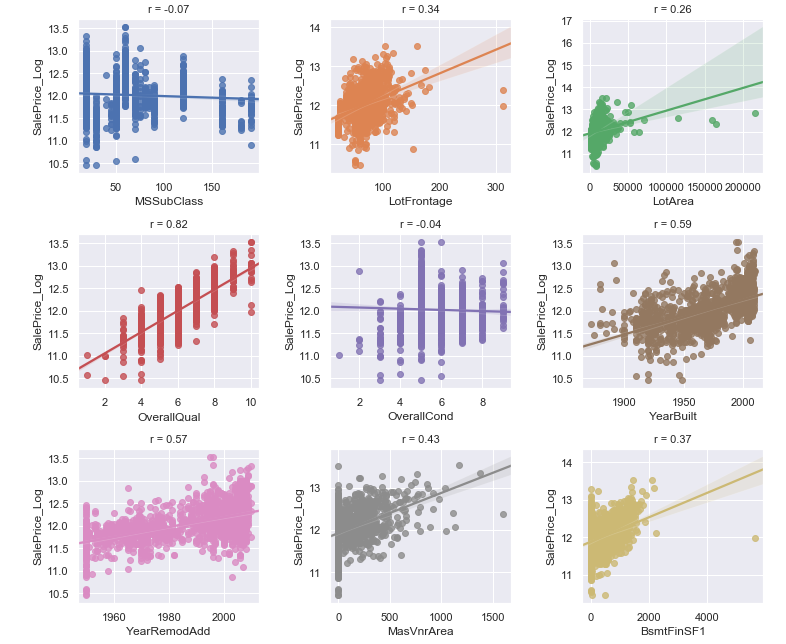 r = -0.07
SalePrice_Log
13.5
13.0
12.5
12.0
11.5
11.0
10.5
50 100 150
MSSubClass
r = 0.34
SalePrice_Log
14
13
12
11
100 200 300
LotFrontage
r = 0.26
SalePrice_Log
17
16
15
14
13
12
11
0 50000 100000 150000 200000
LotArea
r = 0.82
SalePrice_Log
13.5
13.0
12.5
12.0
11.5
11.0
10.5
2 4 6 8 10
OverallQual
r = -0.04
SalePrice_Log
13.5
13.0
12.5
12.0
11.5
11.0
10.5
2 4 6 8
OverallCond
r = 0.59
SalePrice_Log
13.5
13.0
12.5
12.0
11.5
11.0
10.5
1900 1950 2000
YearBuilt
r = 0.57
SalePrice_Log
13.5
13.0
12.5
12.0
11.5
11.0
10.5
1960 1980 2000
YearRemodAdd
r = 0.43
SalePrice_Log
13
12
11
0 500 1000 1500
MasVnrArea
r = 0.37
SalePrice_Log
14
13
12
11
0 2000 4000
BsmtFinSF1